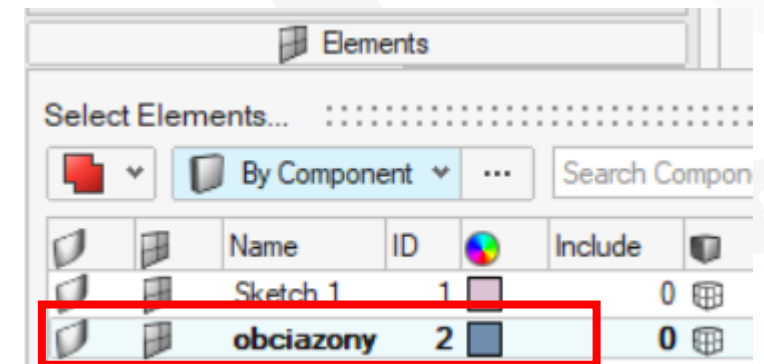 Elements
Select Elements...
By Component ... Search Compon
Name ID Include
Sketch 1 1 0
obciazony 2 0